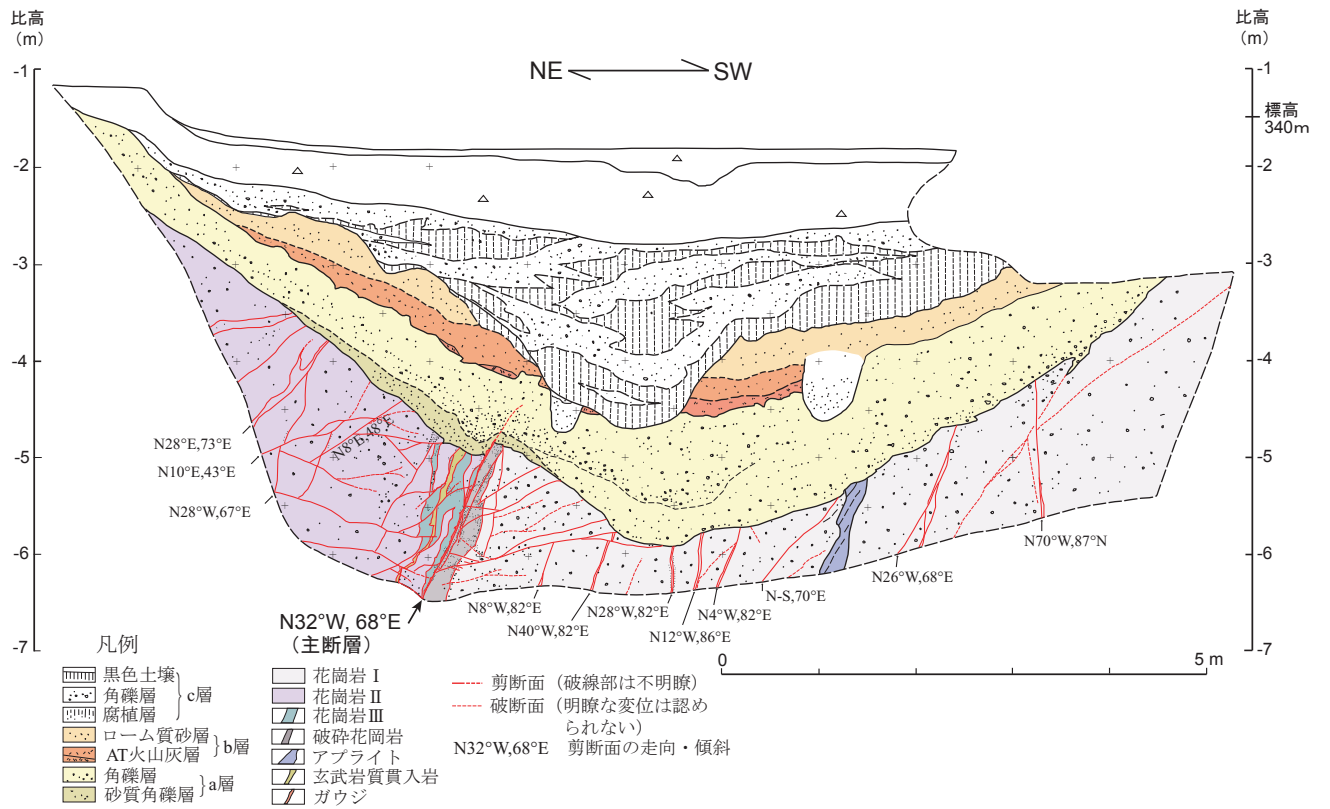 比高
(m)
比高
(m)
NE SW
-1
-2
-3
-4
-5
-6
-7
-1
標高
340m
-2
-3
-4
-5
-6
-7
N28°E,73°E
N10°E,43°E
N28°W,67°E
N8°E,48°E
N32°W, 68°E
(主断層)
N8°W,82°E
N40°W,82°E
N28°W,82°E
N12°W,86°E
N4°W,82°E
N-S,70°E
N26°W,68°E
N70°W,87°N
0 5 m
凡例
黒色土壌
角礫層
腐植層
c層
ローム質砂層
AT火山灰層
b層
角礫層
砂質角礫層
a層
花崗岩 I
花崗岩 II
花崗岩III
破砕花岡岩
アプライト
玄武岩質貫入岩
ガウジ
剪断面(破線部は不明瞭)
破断面(明瞭な変位は認め
られない)
N32°W,68°E 剪断面の走向・傾斜